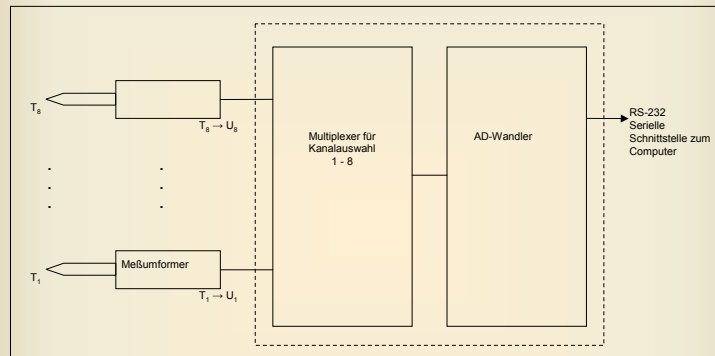 T₈
T₈ → U₈
Multiplexer für
Kanalauswahl
1 - 8
AD-Wandler
RS-232
Serielle
Schnittstelle zum
Computer
Meßumformer
T₁
T₁ → U₁